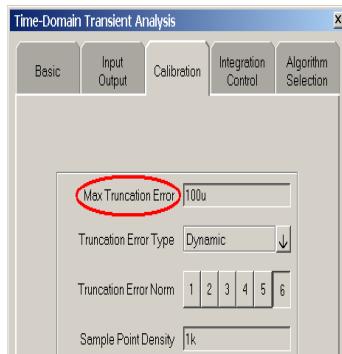 Time-Domain Transient Analysis x
Basic Input Output Calibration Integration Control Algorithm Selection
Max Truncation Error 100u
Truncation Error Type Dynamic
Truncation Error Norm 1 2 3 4 5 6
Sample Point Density 1k